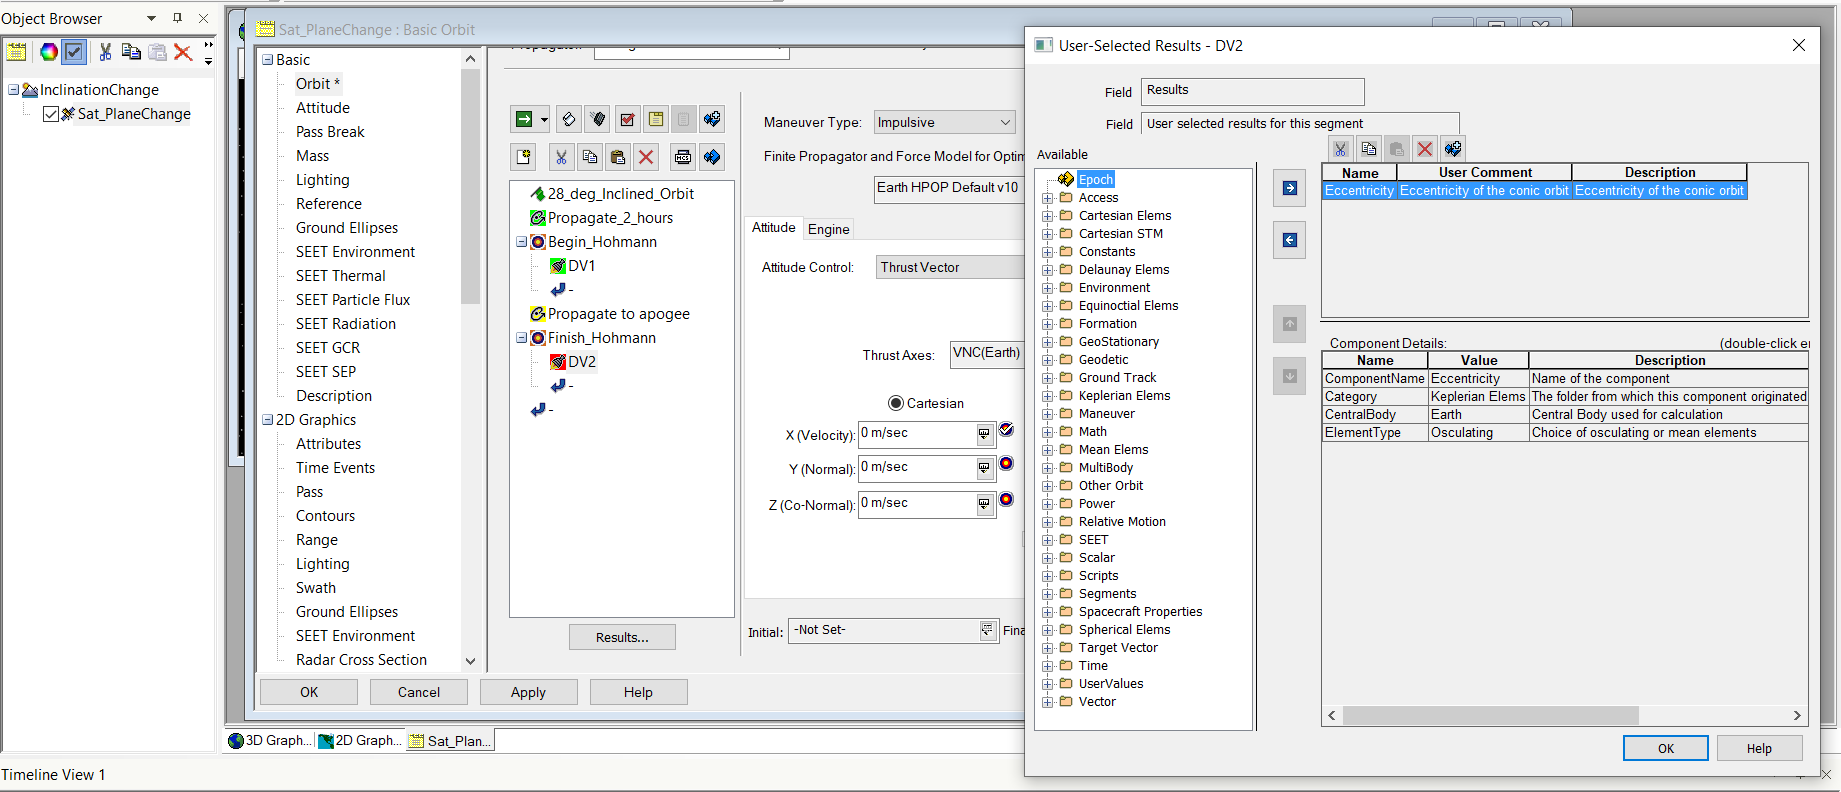 Object Browser
InclinationChange
Sat_PlaneChange
Sat_PlaneChange : Basic Orbit
Basic
Orbit *
Attitude
Pass Break
Mass
Lighting
Reference
Ground Ellipses
SEET Environment
SEET Thermal
SEET Particle Flux
SEET Radiation
SEET GCR
SEET SEP
Description
2D Graphics
Attributes
Time Events
Pass
Contours
Range
Lighting
Swath
Ground Ellipses
SEET Environment
Radar Cross Section
OK
Cancel
Apply
Help
MCS
28_deg_Inclined_Orbit
Propagate_2_hours
Begin_Hohmann
DV1
-
Propagate to apogee
Finish_Hohmann
DV2
-
-
Results...
Maneuver Type: Impulsive
Finite Propagator and Force Model for Optim
Earth HPOP Default v10
Attitude Engine
Attitude Control: Thrust Vector
Thrust Axes: VNC(Earth)
Cartesian
X (Velocity): 0 m/sec
Y (Normal): 0 m/sec
Z (Co-Normal): 0 m/sec
Initial: -Not Set- Fina
3D Graph... 2D Graph... Sat_Plan...
Timeline View 1
User-Selected Results - DV2
Field Results
Field User selected results for this segment
Available
Epoch
Access
Cartesian Elems
Cartesian STM
Constants
Delaunay Elems
Environment
Equinoctial Elems
Formation
GeoStationary
Geodetic
Ground Track
Keplerian Elems
Maneuver
Math
Mean Elems
MultiBody
Other Orbit
Power
Relative Motion
SEET
Scalar
Scripts
Segments
Spacecraft Properties
Spherical Elems
Target Vector
Time
UserValues
Vector
Name User Comment Description
Eccentricity Eccentricity of the conic orbit Eccentricity of the conic orbit
Component Details: (double-click er
Name Value Description
ComponentName Eccentricity Name of the component
Category Keplerian Elems The folder from which this component originated
CentralBody Earth Central Body used for calculation
ElementType Osculating Choice of osculating or mean elements
OK Help